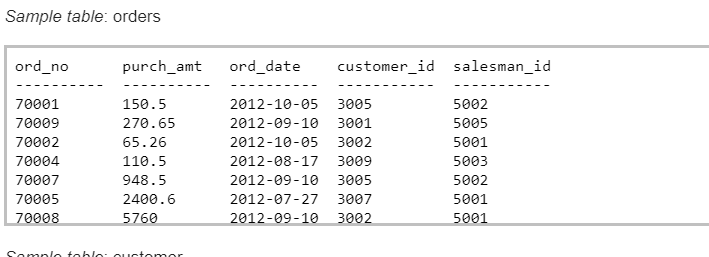 Sample table: orders
ord_no purch_amt ord_date customer_id salesman_id
---------- ---------- ---------- ----------- -----------
70001 150.5 2012-10-05 3005 5002
70009 270.65 2012-09-10 3001 5005
70002 65.26 2012-10-05 3002 5001
70004 110.5 2012-08-17 3009 5003
70007 948.5 2012-09-10 3005 5002
70005 2400.6 2012-07-27 3007 5001
70008 5760 2012-09-10 3002 5001
Sample table: customer